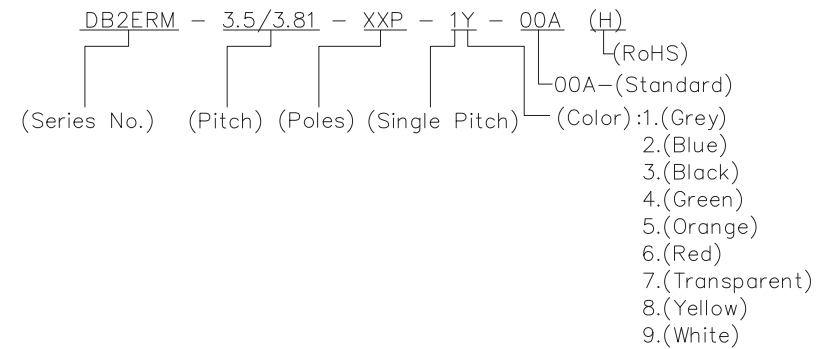 DB2ERM - 3.5/3.81 - XXP - 1Y - 00A (H)
(RoHS)
00A-(Standard)
(Series No.) (Pitch) (Poles) (Single Pitch) (Color):1.(Grey)
2.(Blue)
3.(Black)
4.(Green)
5.(Orange)
6.(Red)
7.(Transparent)
8.(Yellow)
9.(White)